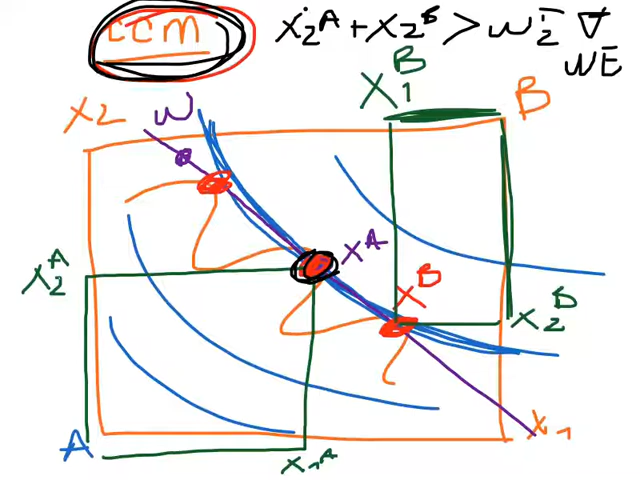 CCM
X₂ᴬ + X₂ᴮ > W₂ ∇
WE
X₁ᴮ
B
X₂
W
Xᴬ
X₂ᴬ
Xᴮ
X₂ᴮ
X₁
A
X₁ᴬ